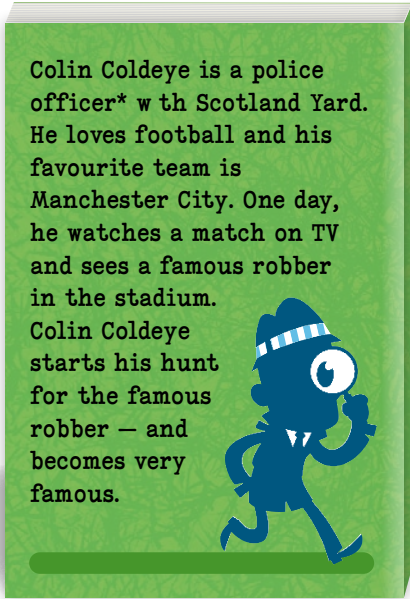 Colin Coldeye is a police
officer* w th Scotland Yard.
He loves football and his
favourite team is
Manchester City. One day,
he watches a match on TV
and sees a famous robber
in the stadium.
Colin Coldeye
starts his hunt
for the famous
robber — and
becomes very
famous.